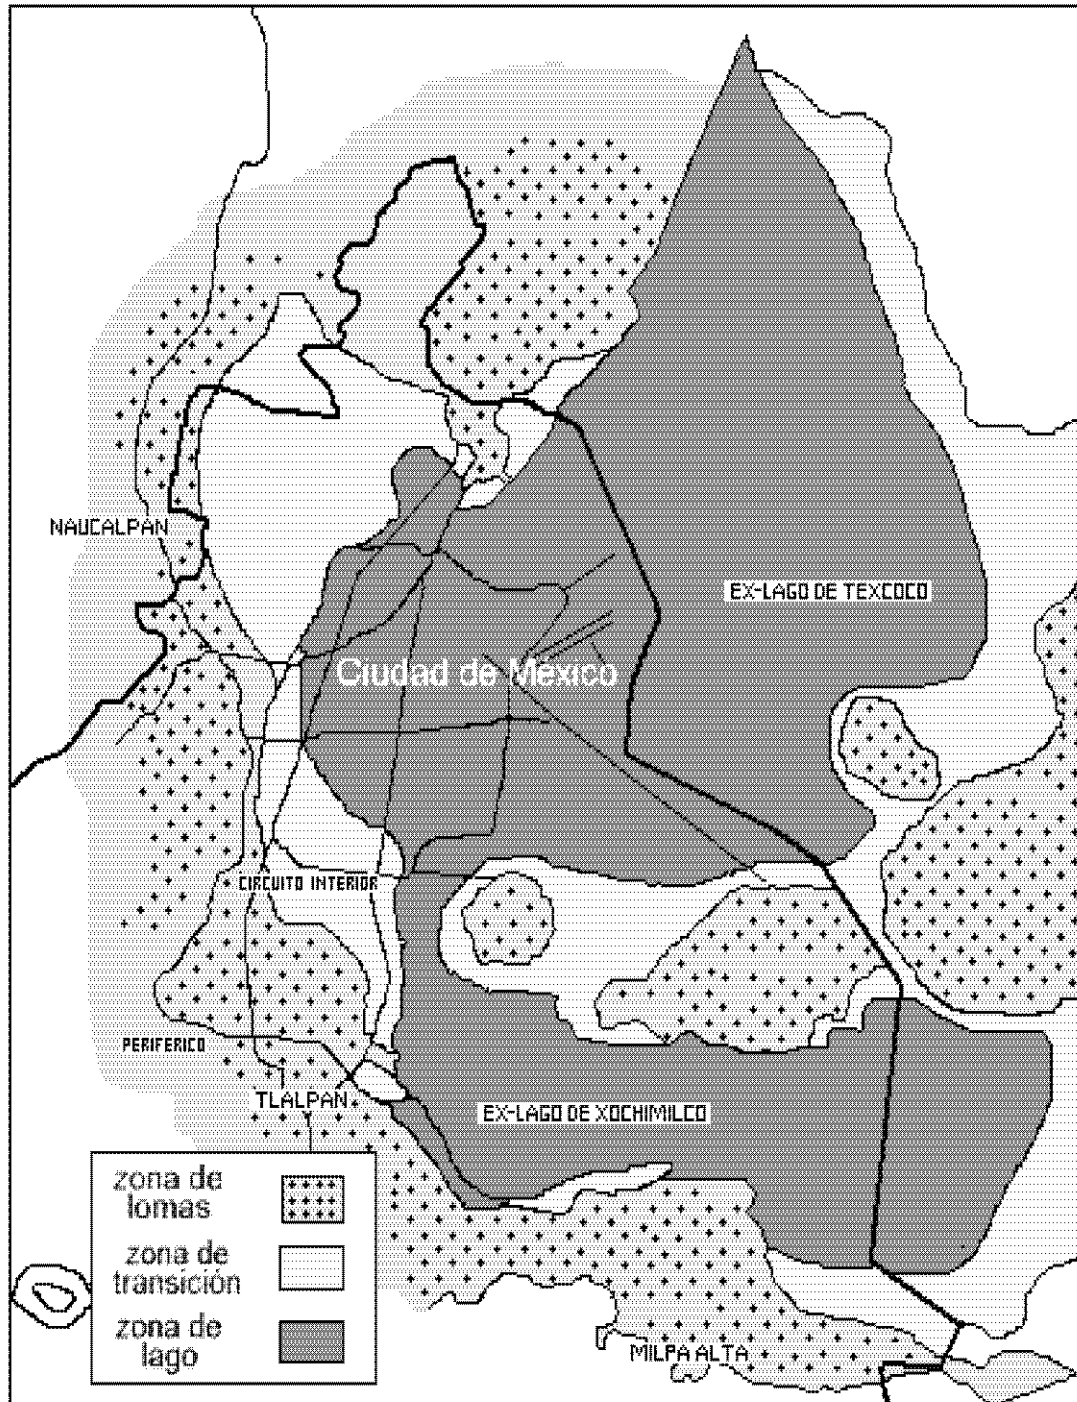 NAUCALPAN
EX-LAGO DE TEXCOCO
Ciudad de México
CIRCUITO INTERIOR
PERIFERICO
TLALPAN
EX-LAGO DE XOCHIMILCO
zona de
lomas
zona de
transición
zona de
lago
MILPA ALTA